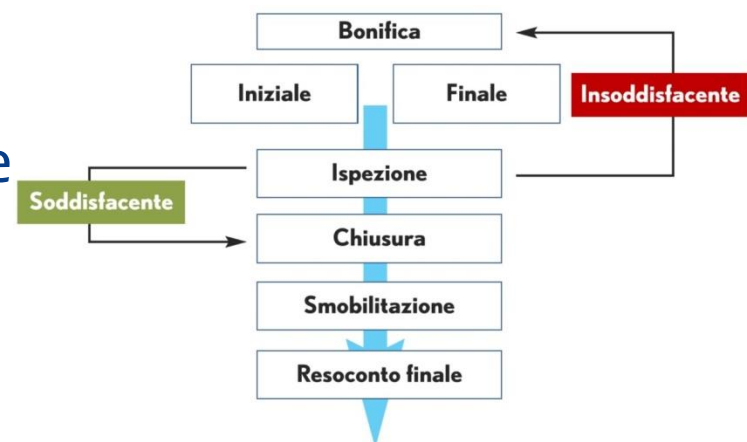 Bonifica
Iniziale
Finale
Insoddisfacente
Ispezione
Soddisfacente
Chiusura
Smobilitazione
Resoconto finale